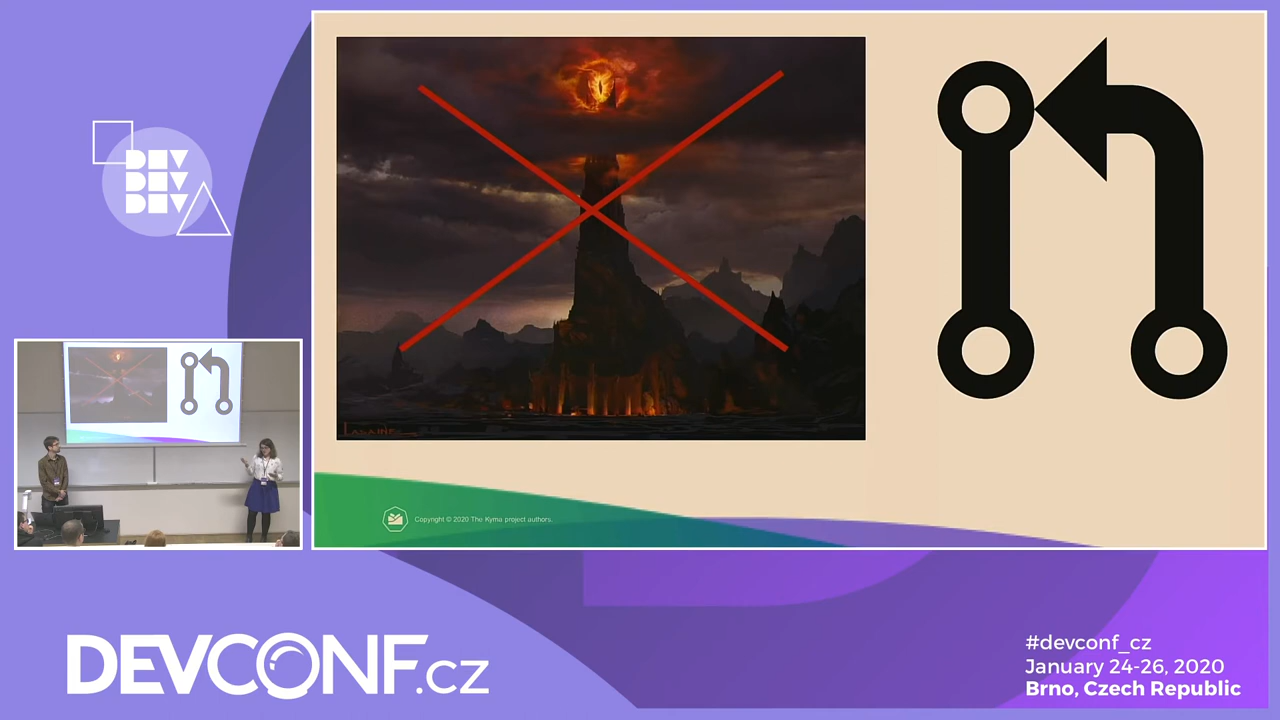 DEV
DEV
DEV
Copyright © 2020 The Kyma project authors.
DEVCONF.cz
#devconf_cz
January 24-26, 2020
Brno, Czech Republic